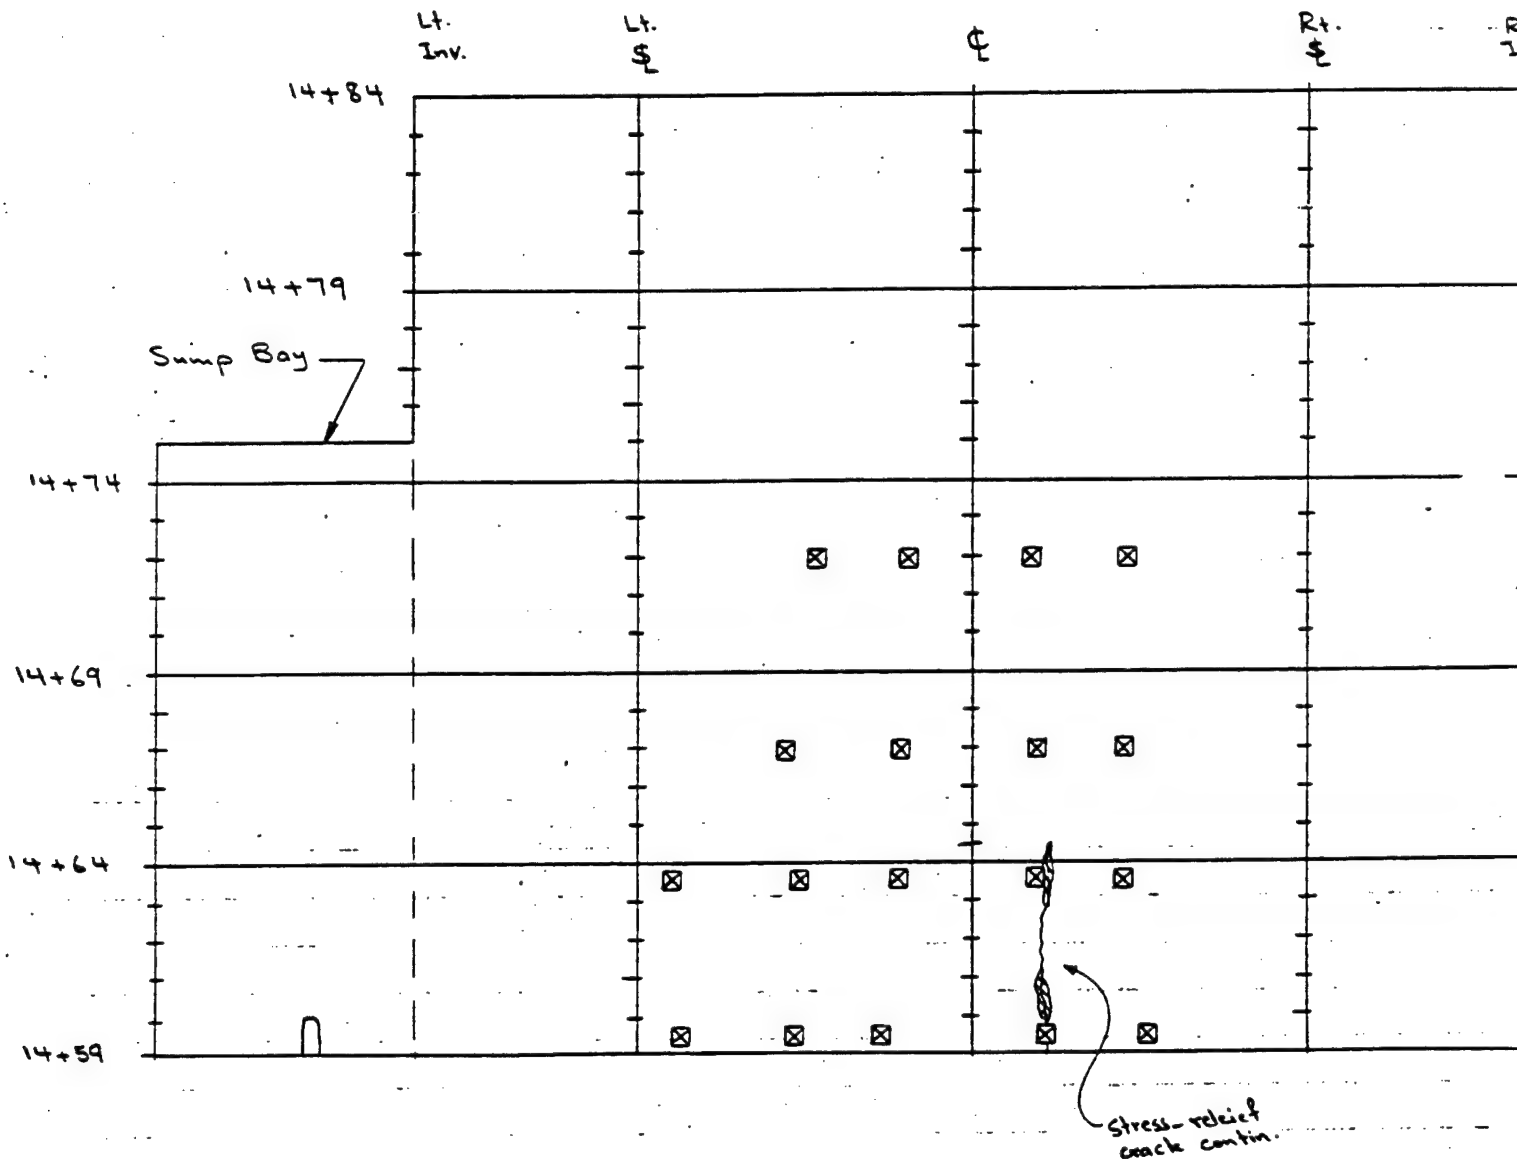 Lt.
Inv.
Lt.
S̵L
℄
Rt.
S̵L
R
I
14+84
14+79
Sump Bay
14+74
14+69
14+64
14+59
Stress-releief
crack contin.